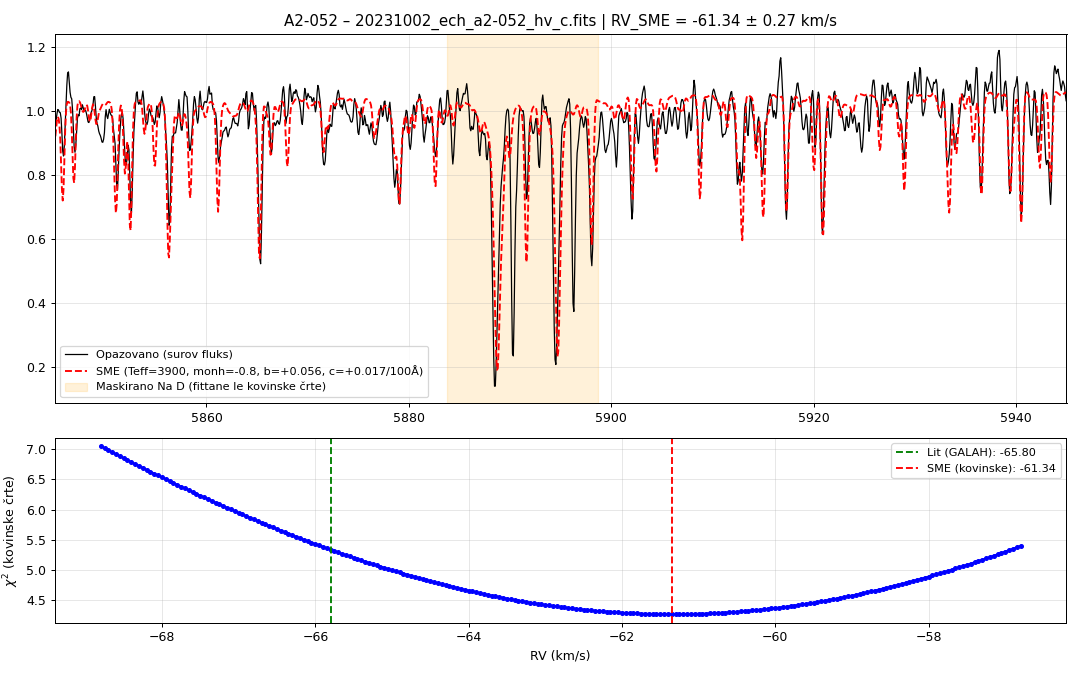 A2-052 – 20231002_ech_a2-052_hv_c.fits | RV_SME = -61.34 ± 0.27 km/s
1.2
1.0
0.8
0.6
0.4
0.2
Opazovano (surov fluks)
SME (Teff=3900, monh=-0.8, b=+0.056, c=+0.017/100Å)
Maskirano Na D (fittane le kovinske črte)
5860 5880 5900 5920 5940
χ² (kovinske črte)
7.0
6.5
6.0
5.5
5.0
4.5
Lit (GALAH): -65.80
SME (kovinske): -61.34
−68 −66 −64 −62 −60 −58
RV (km/s)